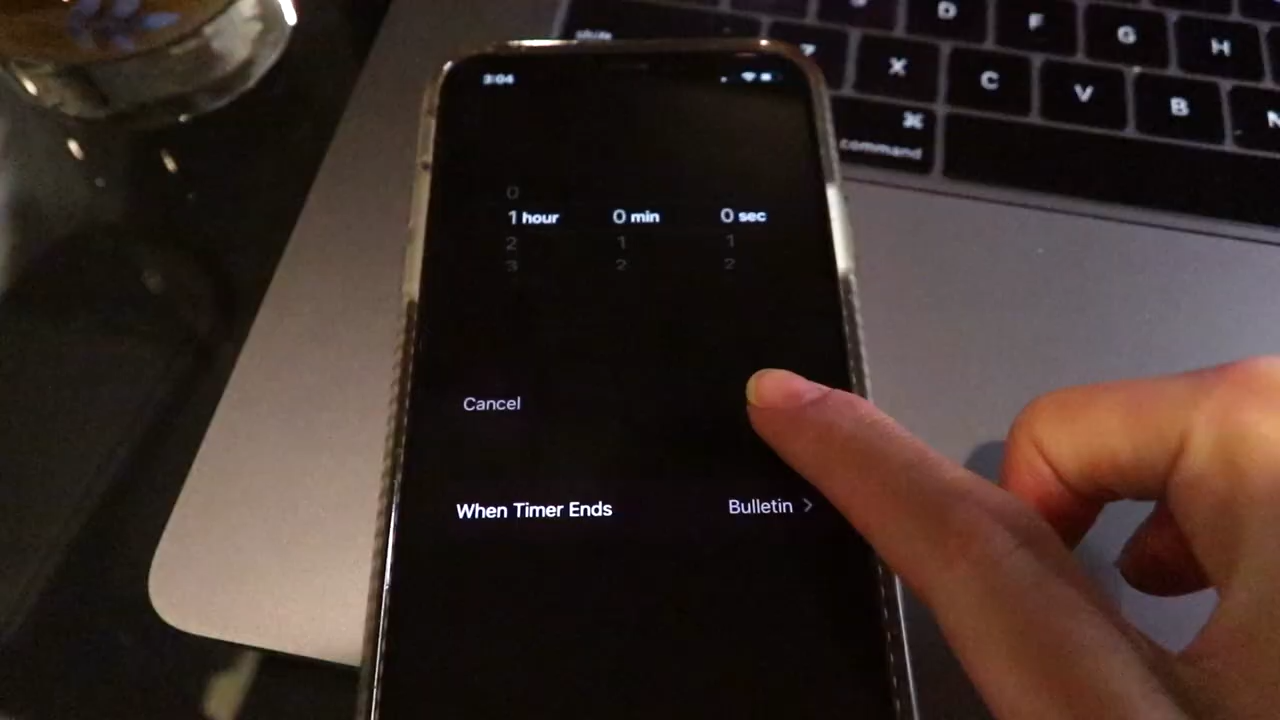 D F G H
Z X C V B N
⌘
command
3:04
0
1 hour 0 min 0 sec
2 1 1
3 2 2
Cancel
When Timer Ends Bulletin >